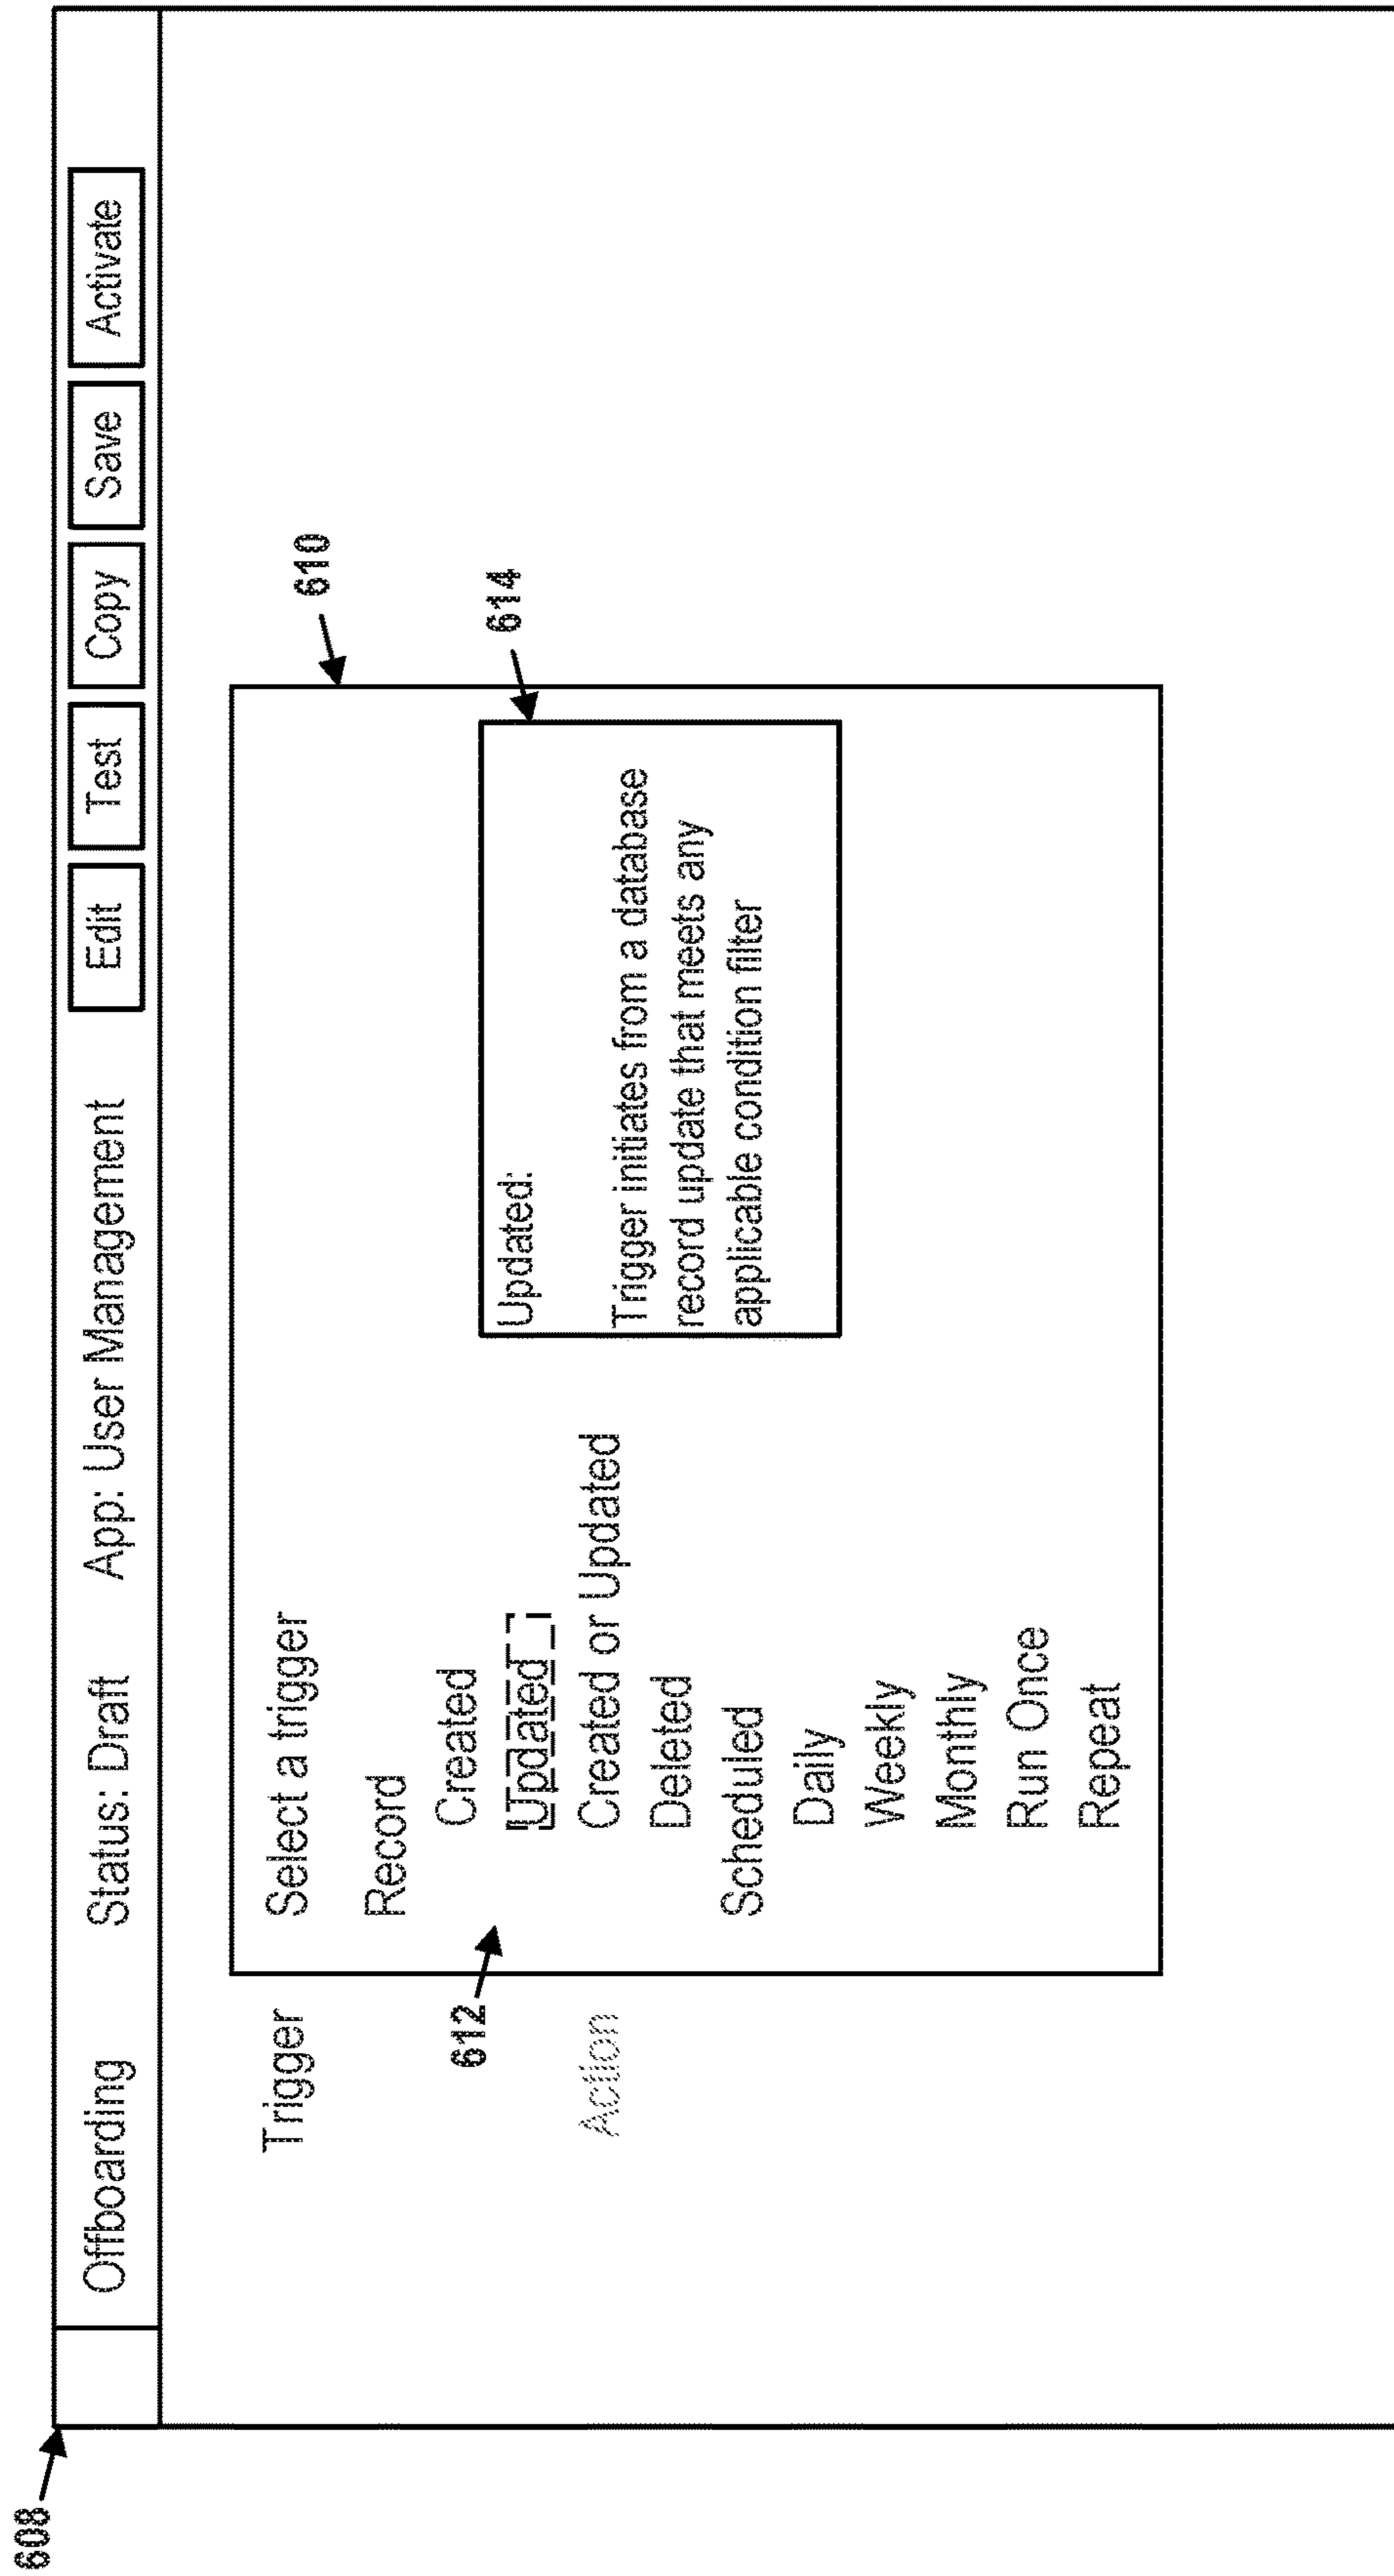 608
Offboarding Status: Draft App: User Management Edit Test Copy Save Activate
610
Trigger Select a trigger
Record
Created
612
614
Updated
Updated:
Created or Updated
Action
Trigger initiates from a database
Deleted
record update that meets any
Scheduled
applicable condition filter
Daily
Weekly
Monthly
Run Once
Repeat